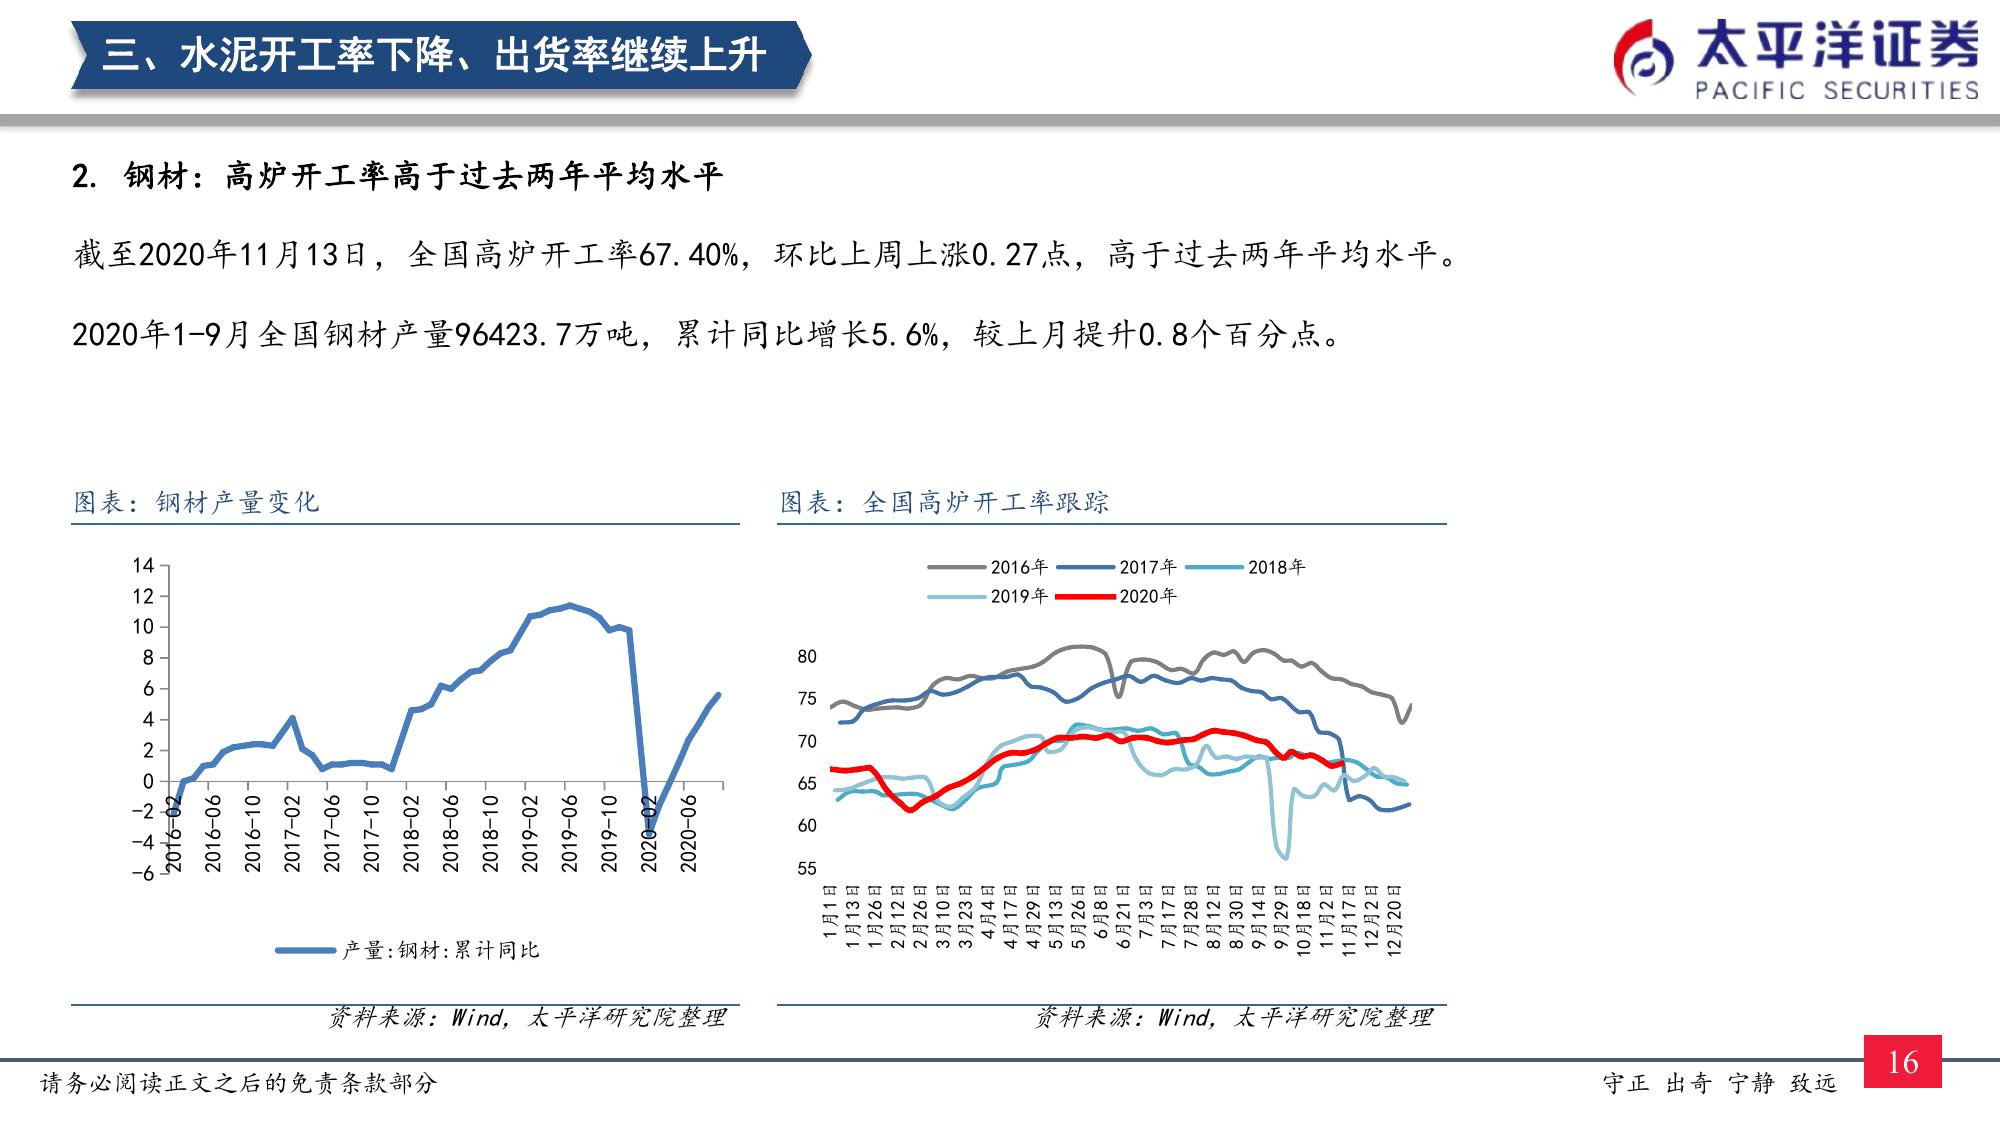 三、水泥开工率下降、出货率继续上升
太平洋证券
PACIFIC SECURITIES
2. 钢材：高炉开工率高于过去两年平均水平
截至2020年11月13日，全国高炉开工率67.40%，环比上周上涨0.27点，高于过去两年平均水平。
2020年1-9月全国钢材产量96423.7万吨，累计同比增长5.6%，较上月提升0.8个百分点。
图表：钢材产量变化
14
12
10
8
6
4
2
0
-2
-4
-6
2016-02
2016-06
2016-10
2017-02
2017-06
2017-10
2018-02
2018-06
2018-10
2019-02
2019-06
2019-10
2020-02
2020-06
产量:钢材:累计同比
资料来源：Wind，太平洋研究院整理
图表：全国高炉开工率跟踪
2016年 2017年 2018年
2019年 2020年
80
75
70
65
60
55
1月1日
1月13日
1月26日
2月12日
2月26日
3月10日
3月23日
4月4日
4月17日
4月29日
5月13日
5月26日
6月8日
6月21日
7月3日
7月17日
7月28日
8月12日
8月30日
9月14日
9月29日
10月18日
11月2日
11月17日
12月2日
12月20日
资料来源：Wind，太平洋研究院整理
请务必阅读正文之后的免责条款部分
守正 出奇 宁静 致远
16